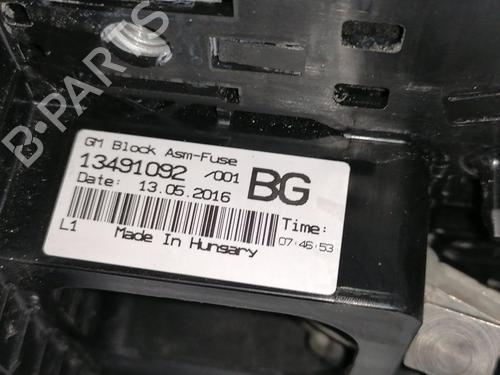 B-PARTS
GM Block Asm-Fuse
13491092 /001 BG
Date: 13.05.2016
Time:
07:46:53
L1 Made In Hungary